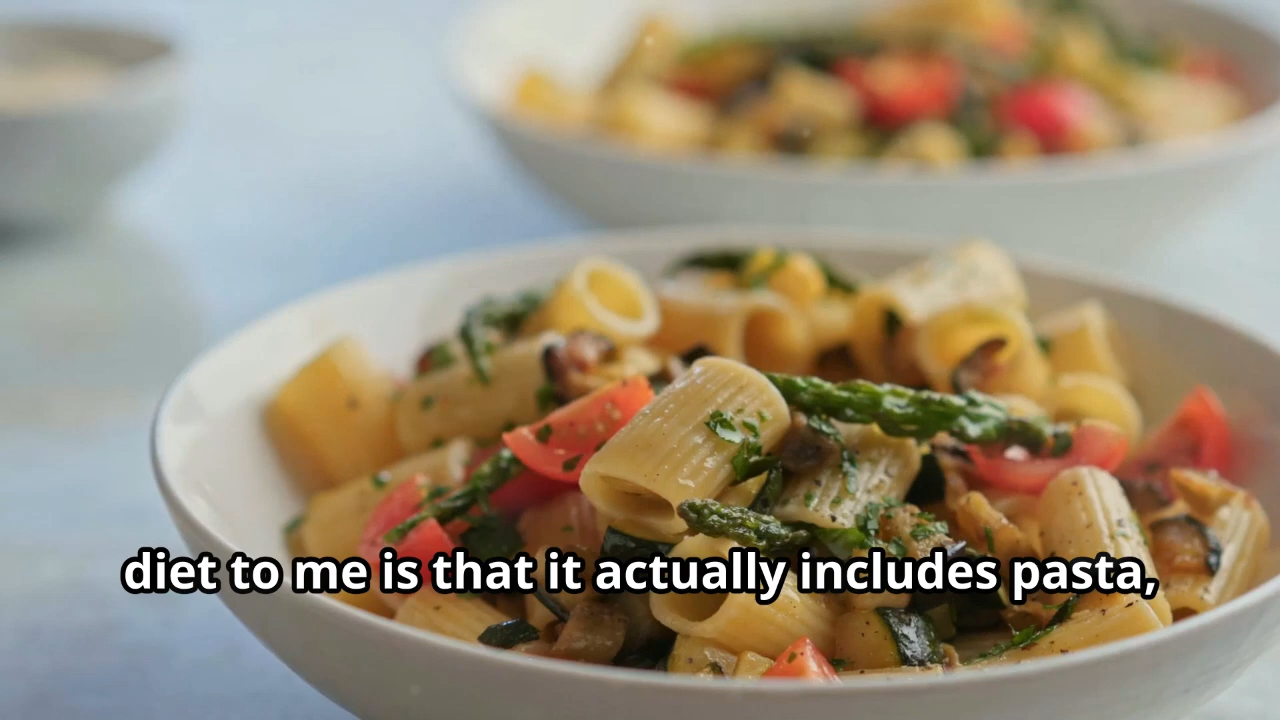 diet to me is that it actually includes pasta,